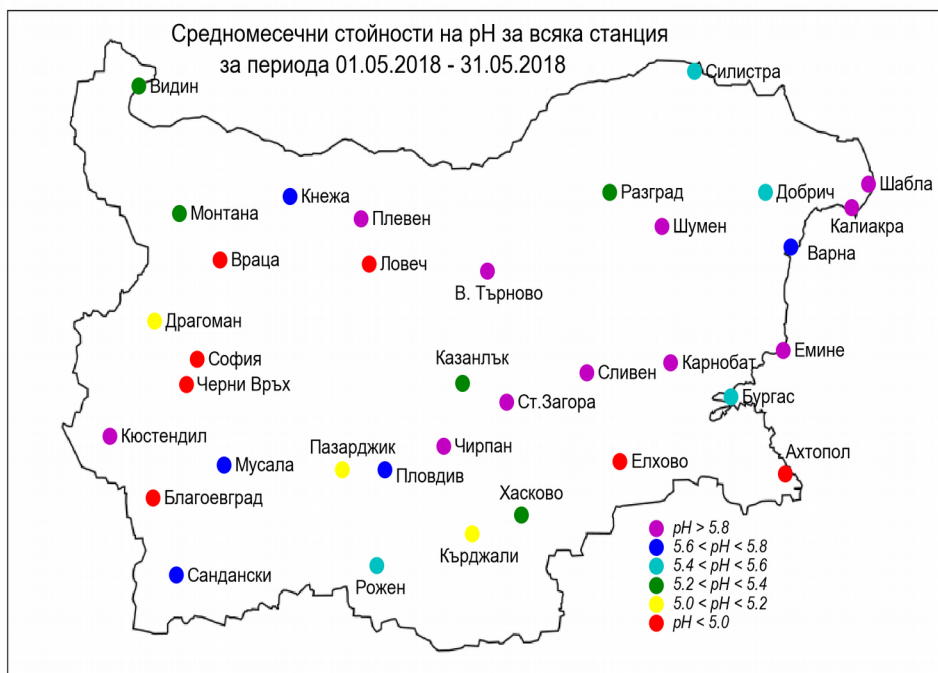 Средномесечни стойности на pH за всяка станция
за периода 01.05.2018 - 31.05.2018
Силистра
Видин
Шабла
Кнежа
Разград
Добрич
Монтана
Плевен
Шумен
Калиакра
Враца
Ловеч
Варна
В. Търново
Драгоман
София
Казанлък
Емине
Черни Връх
Сливен
Карнобат
Ст.Загора
Бургас
Кюстендил
Пазарджик
Чирпан
Ахтопол
Мусала
Пловдив
Елхово
Благоевград
Хасково
Кърджали
Сандански
Рожен
pH > 5.8
5.6 < pH < 5.8
5.4 < pH < 5.6
5.2 < pH < 5.4
5.0 < pH < 5.2
pH < 5.0